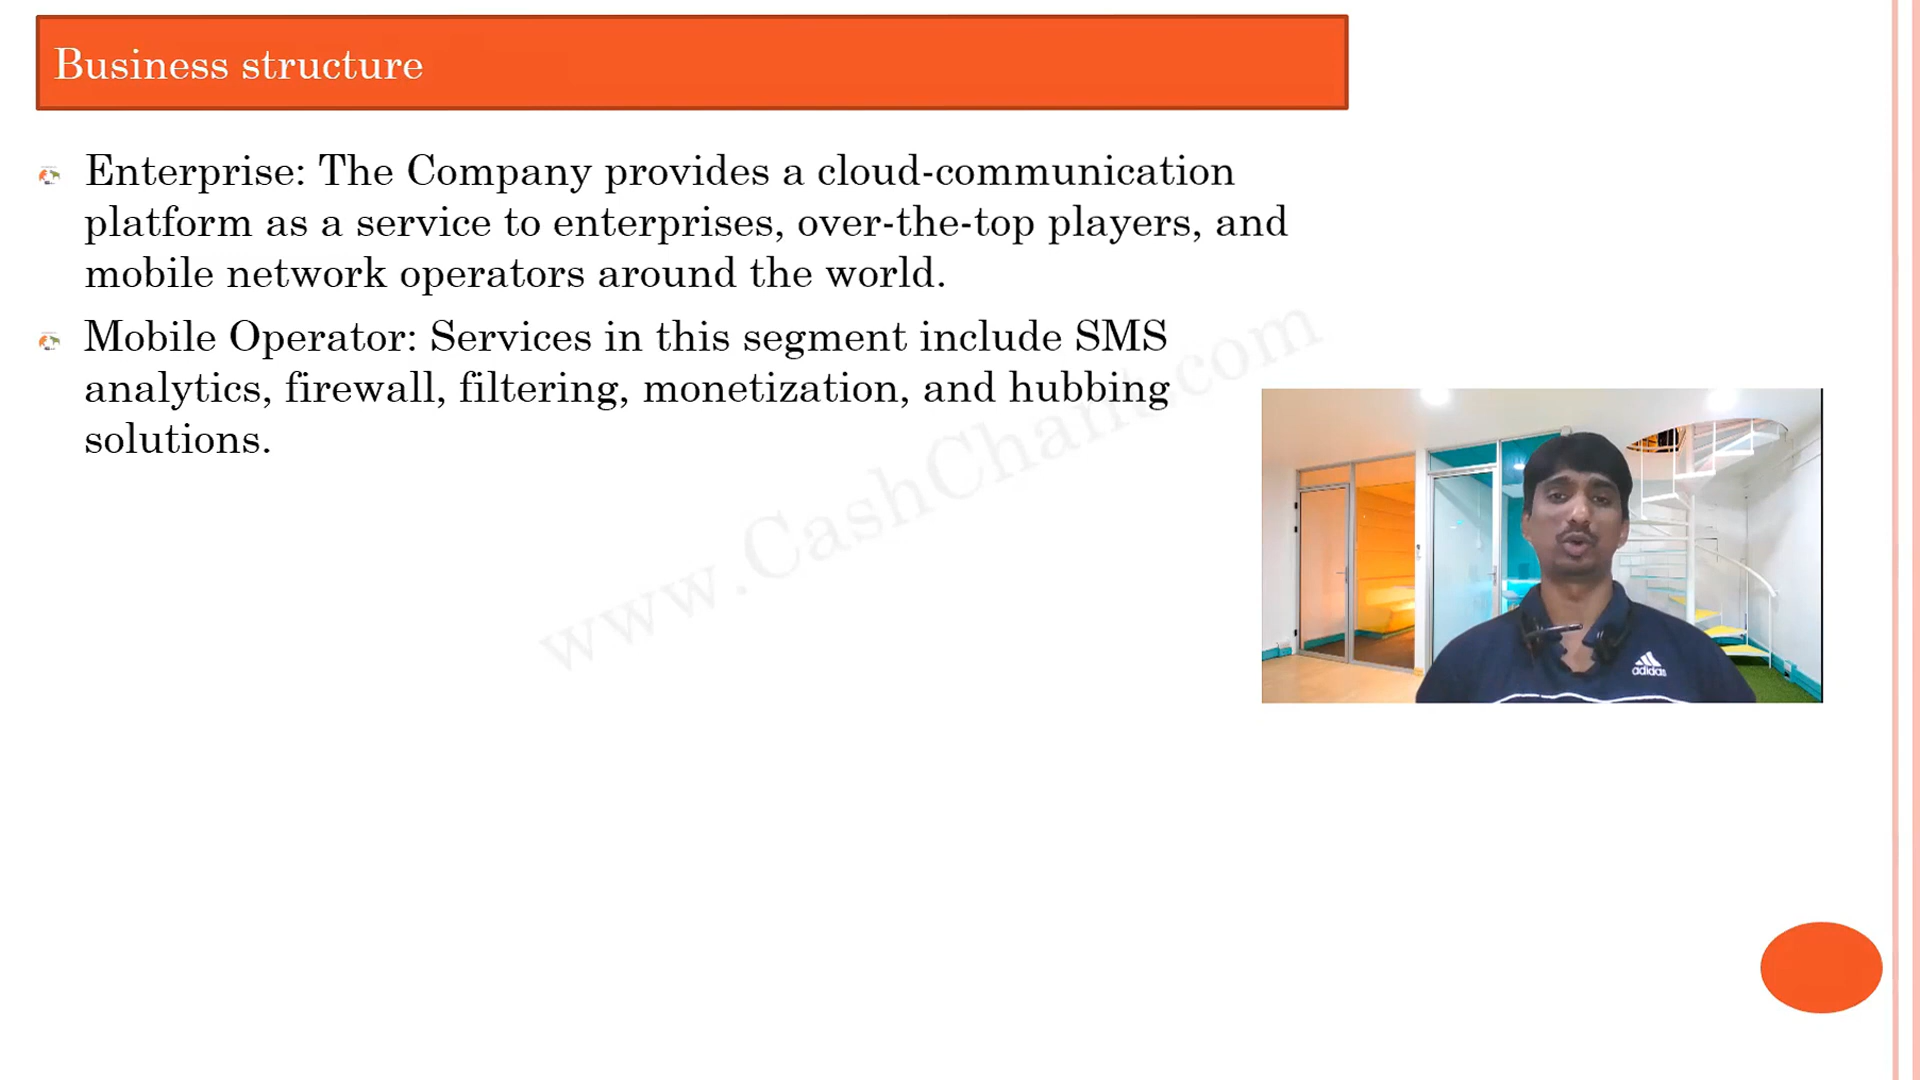 Business structure
Enterprise: The Company provides a cloud-communication
platform as a service to enterprises, over-the-top players, and
mobile network operators around the world.
Mobile Operator: Services in this segment include SMS
analytics, firewall, filtering, monetization, and hubbing
solutions.
www.CashChant.com
adidas